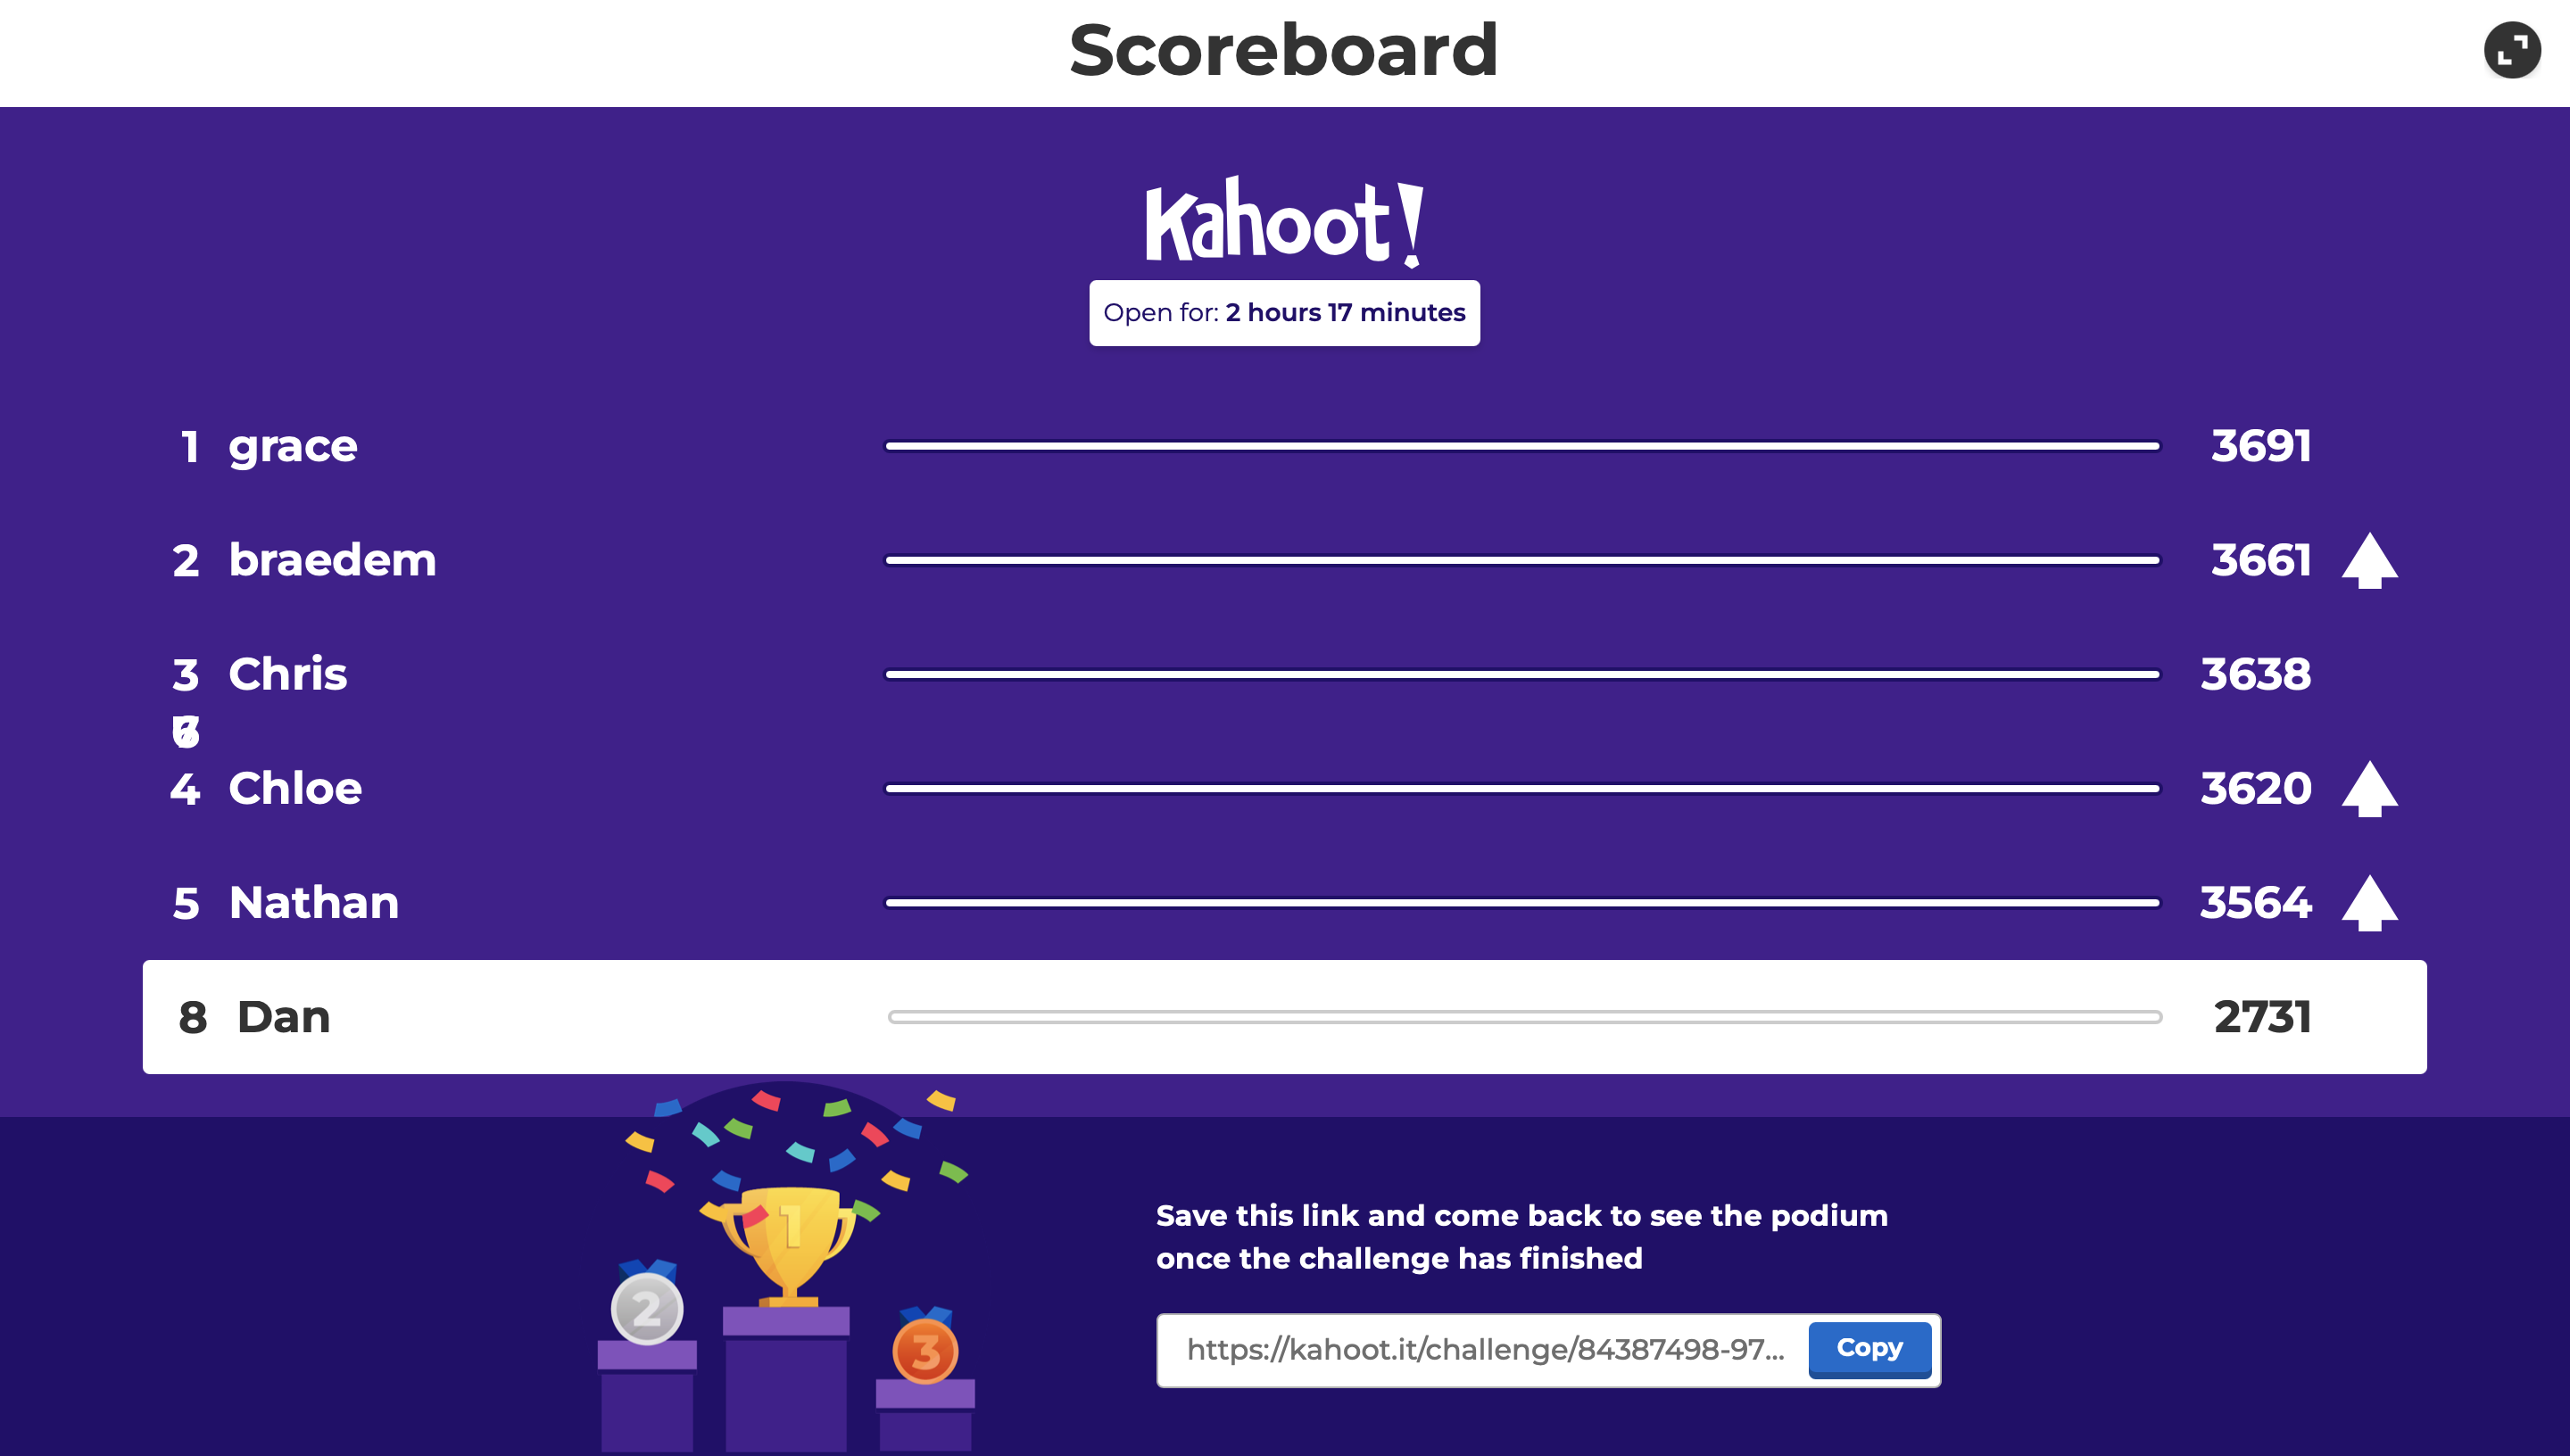 Scoreboard
Kahoot!
Open for: 2 hours 17 minutes
1 grace 3691
2 braedem 3661
3 Chris 3638
4 Chloe 3620
5 Nathan 3564
8 Dan 2731
1
2
3
Save this link and come back to see the podium
once the challenge has finished
https://kahoot.it/challenge/84387498-97... Copy